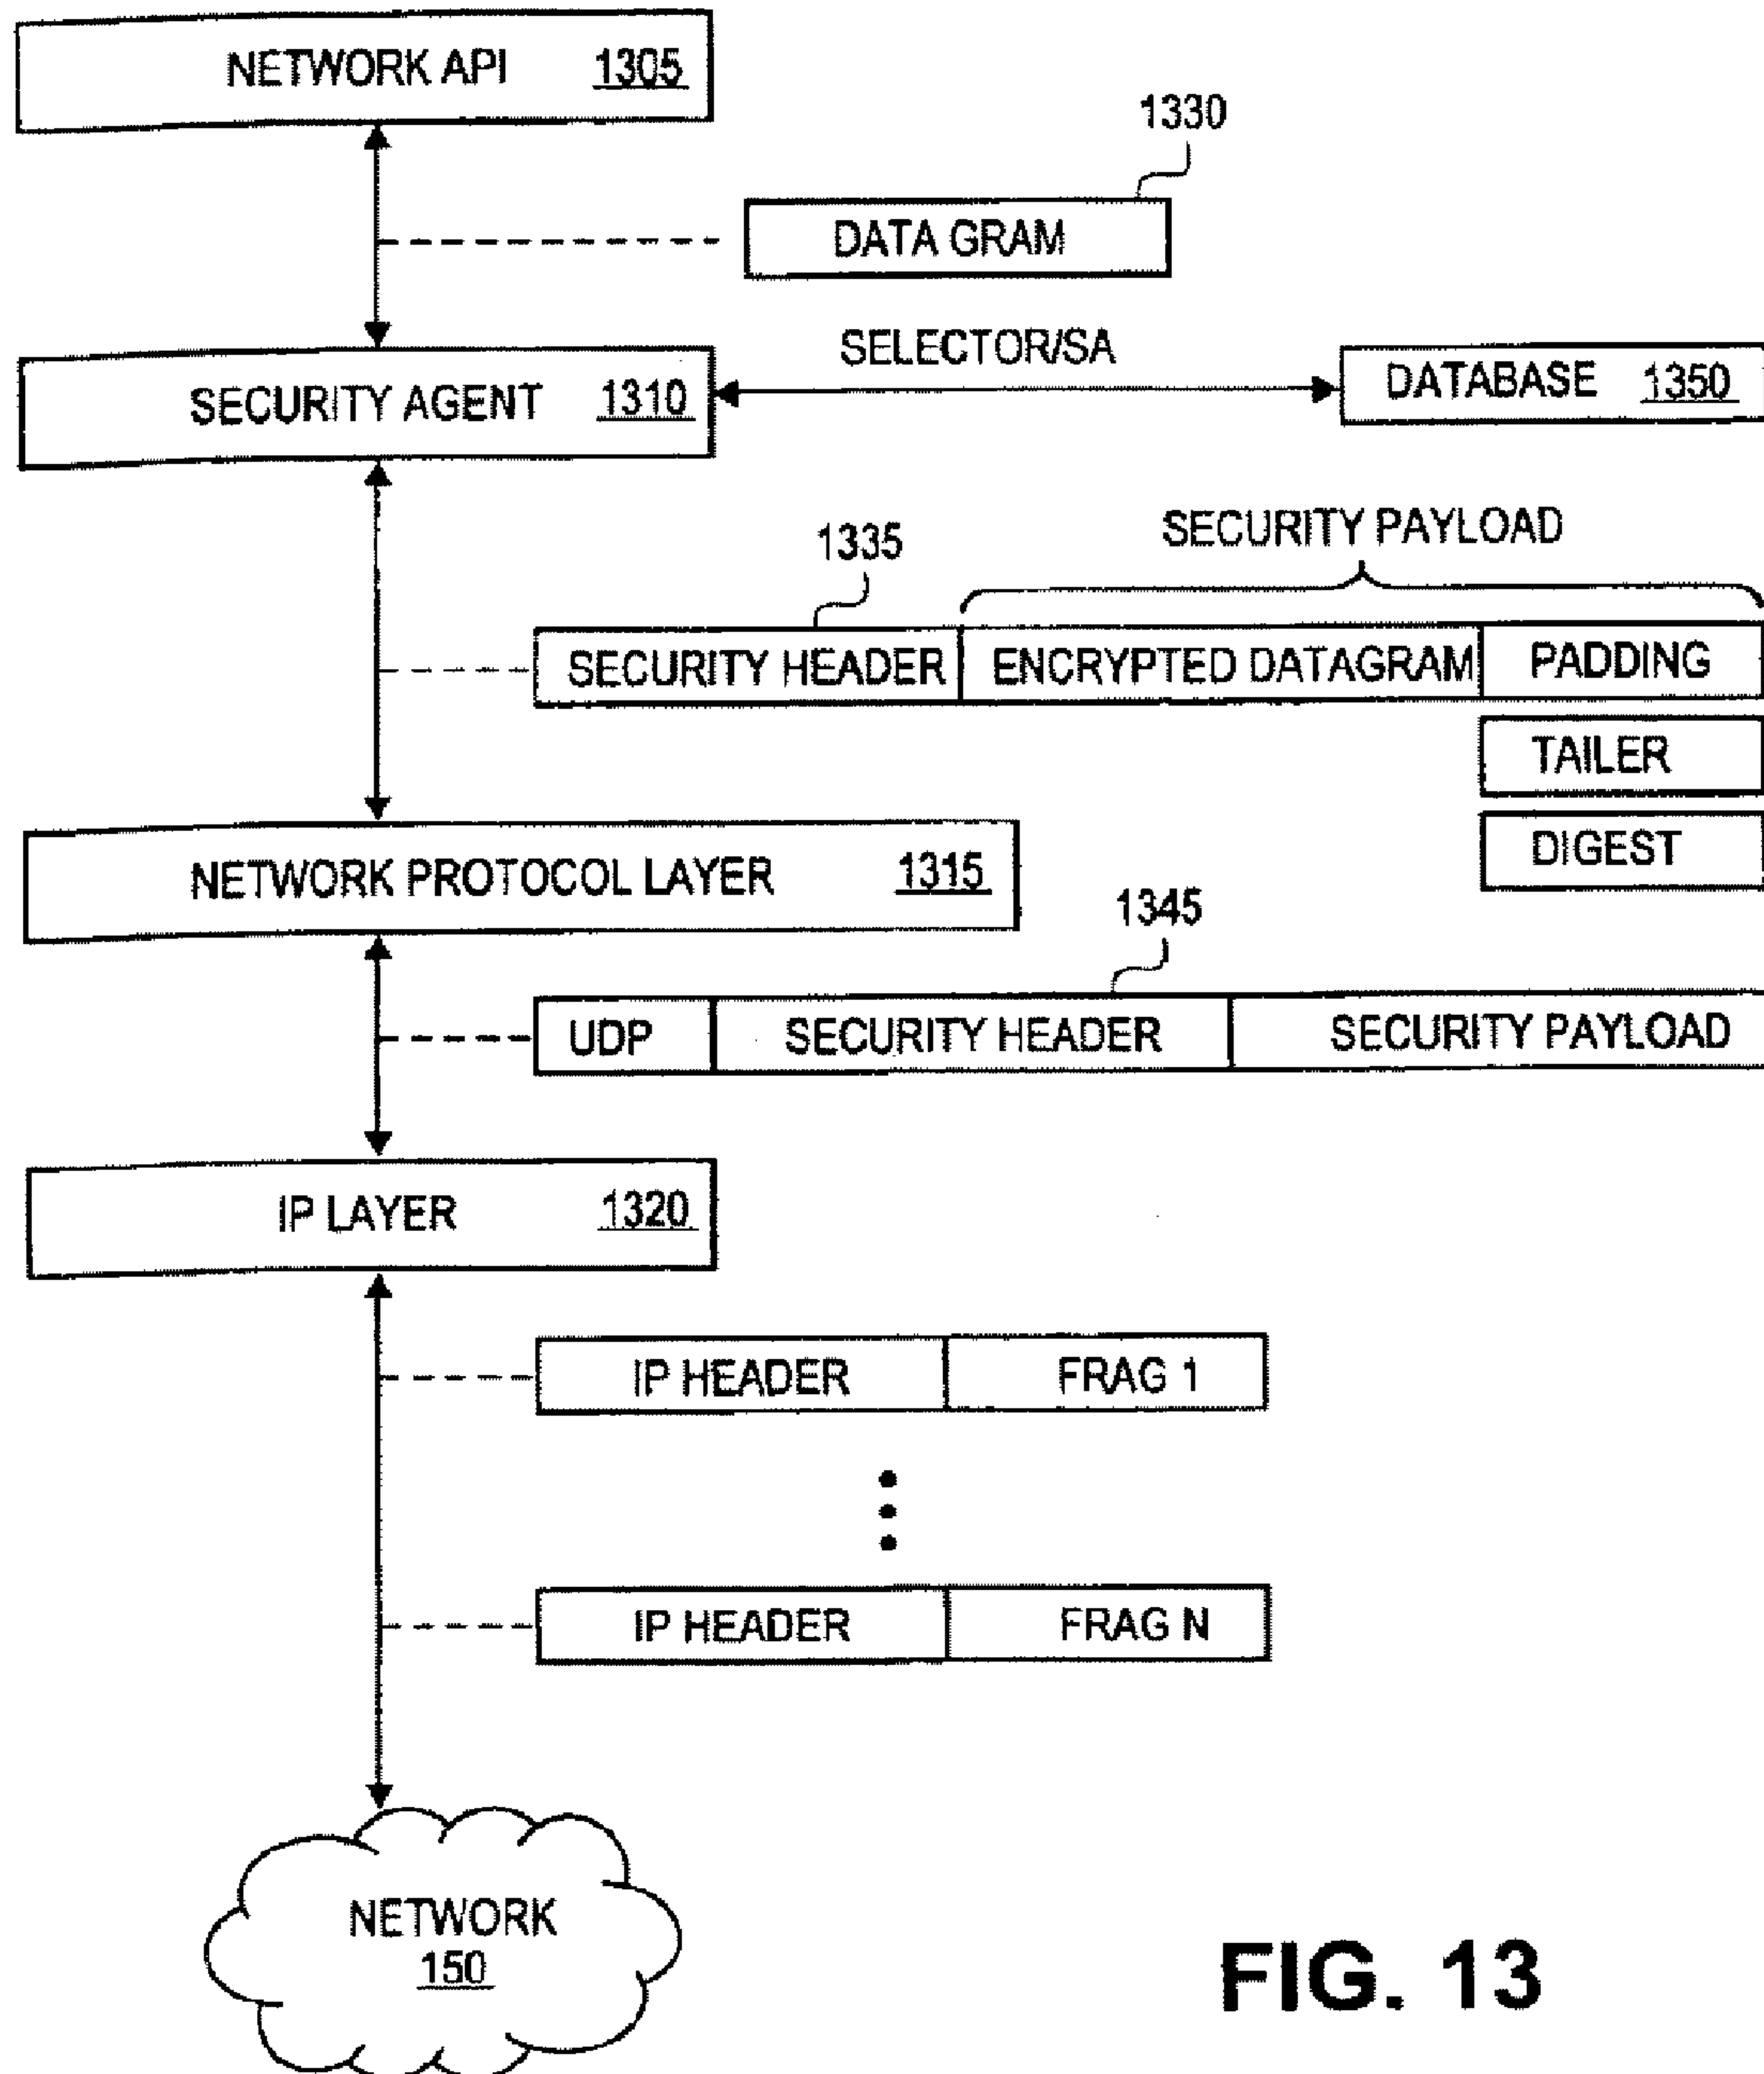 NETWORK API 1305
1330
DATA GRAM
SELECTOR/SA
SECURITY AGENT 1310
DATABASE 1350
SECURITY PAYLOAD
1335
SECURITY HEADER ENCRYPTED DATAGRAM PADDING
TAILER
DIGEST
NETWORK PROTOCOL LAYER 1315
1345
UDP SECURITY HEADER SECURITY PAYLOAD
IP LAYER 1320
IP HEADER FRAG 1
IP HEADER FRAG N
NETWORK
150
FIG. 13